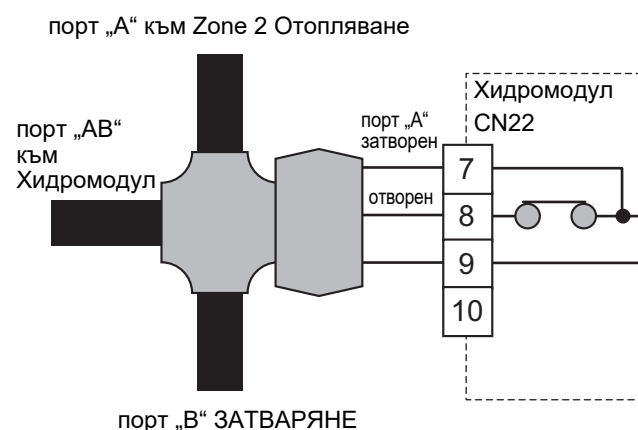 порт „A“ към Zone 2 Отопляване
порт „AB“
към
Хидромодул
порт „A“
затворен
отворен
Хидромодул
CN22
7
8
9
10
порт „B“ ЗАТВАРЯНЕ